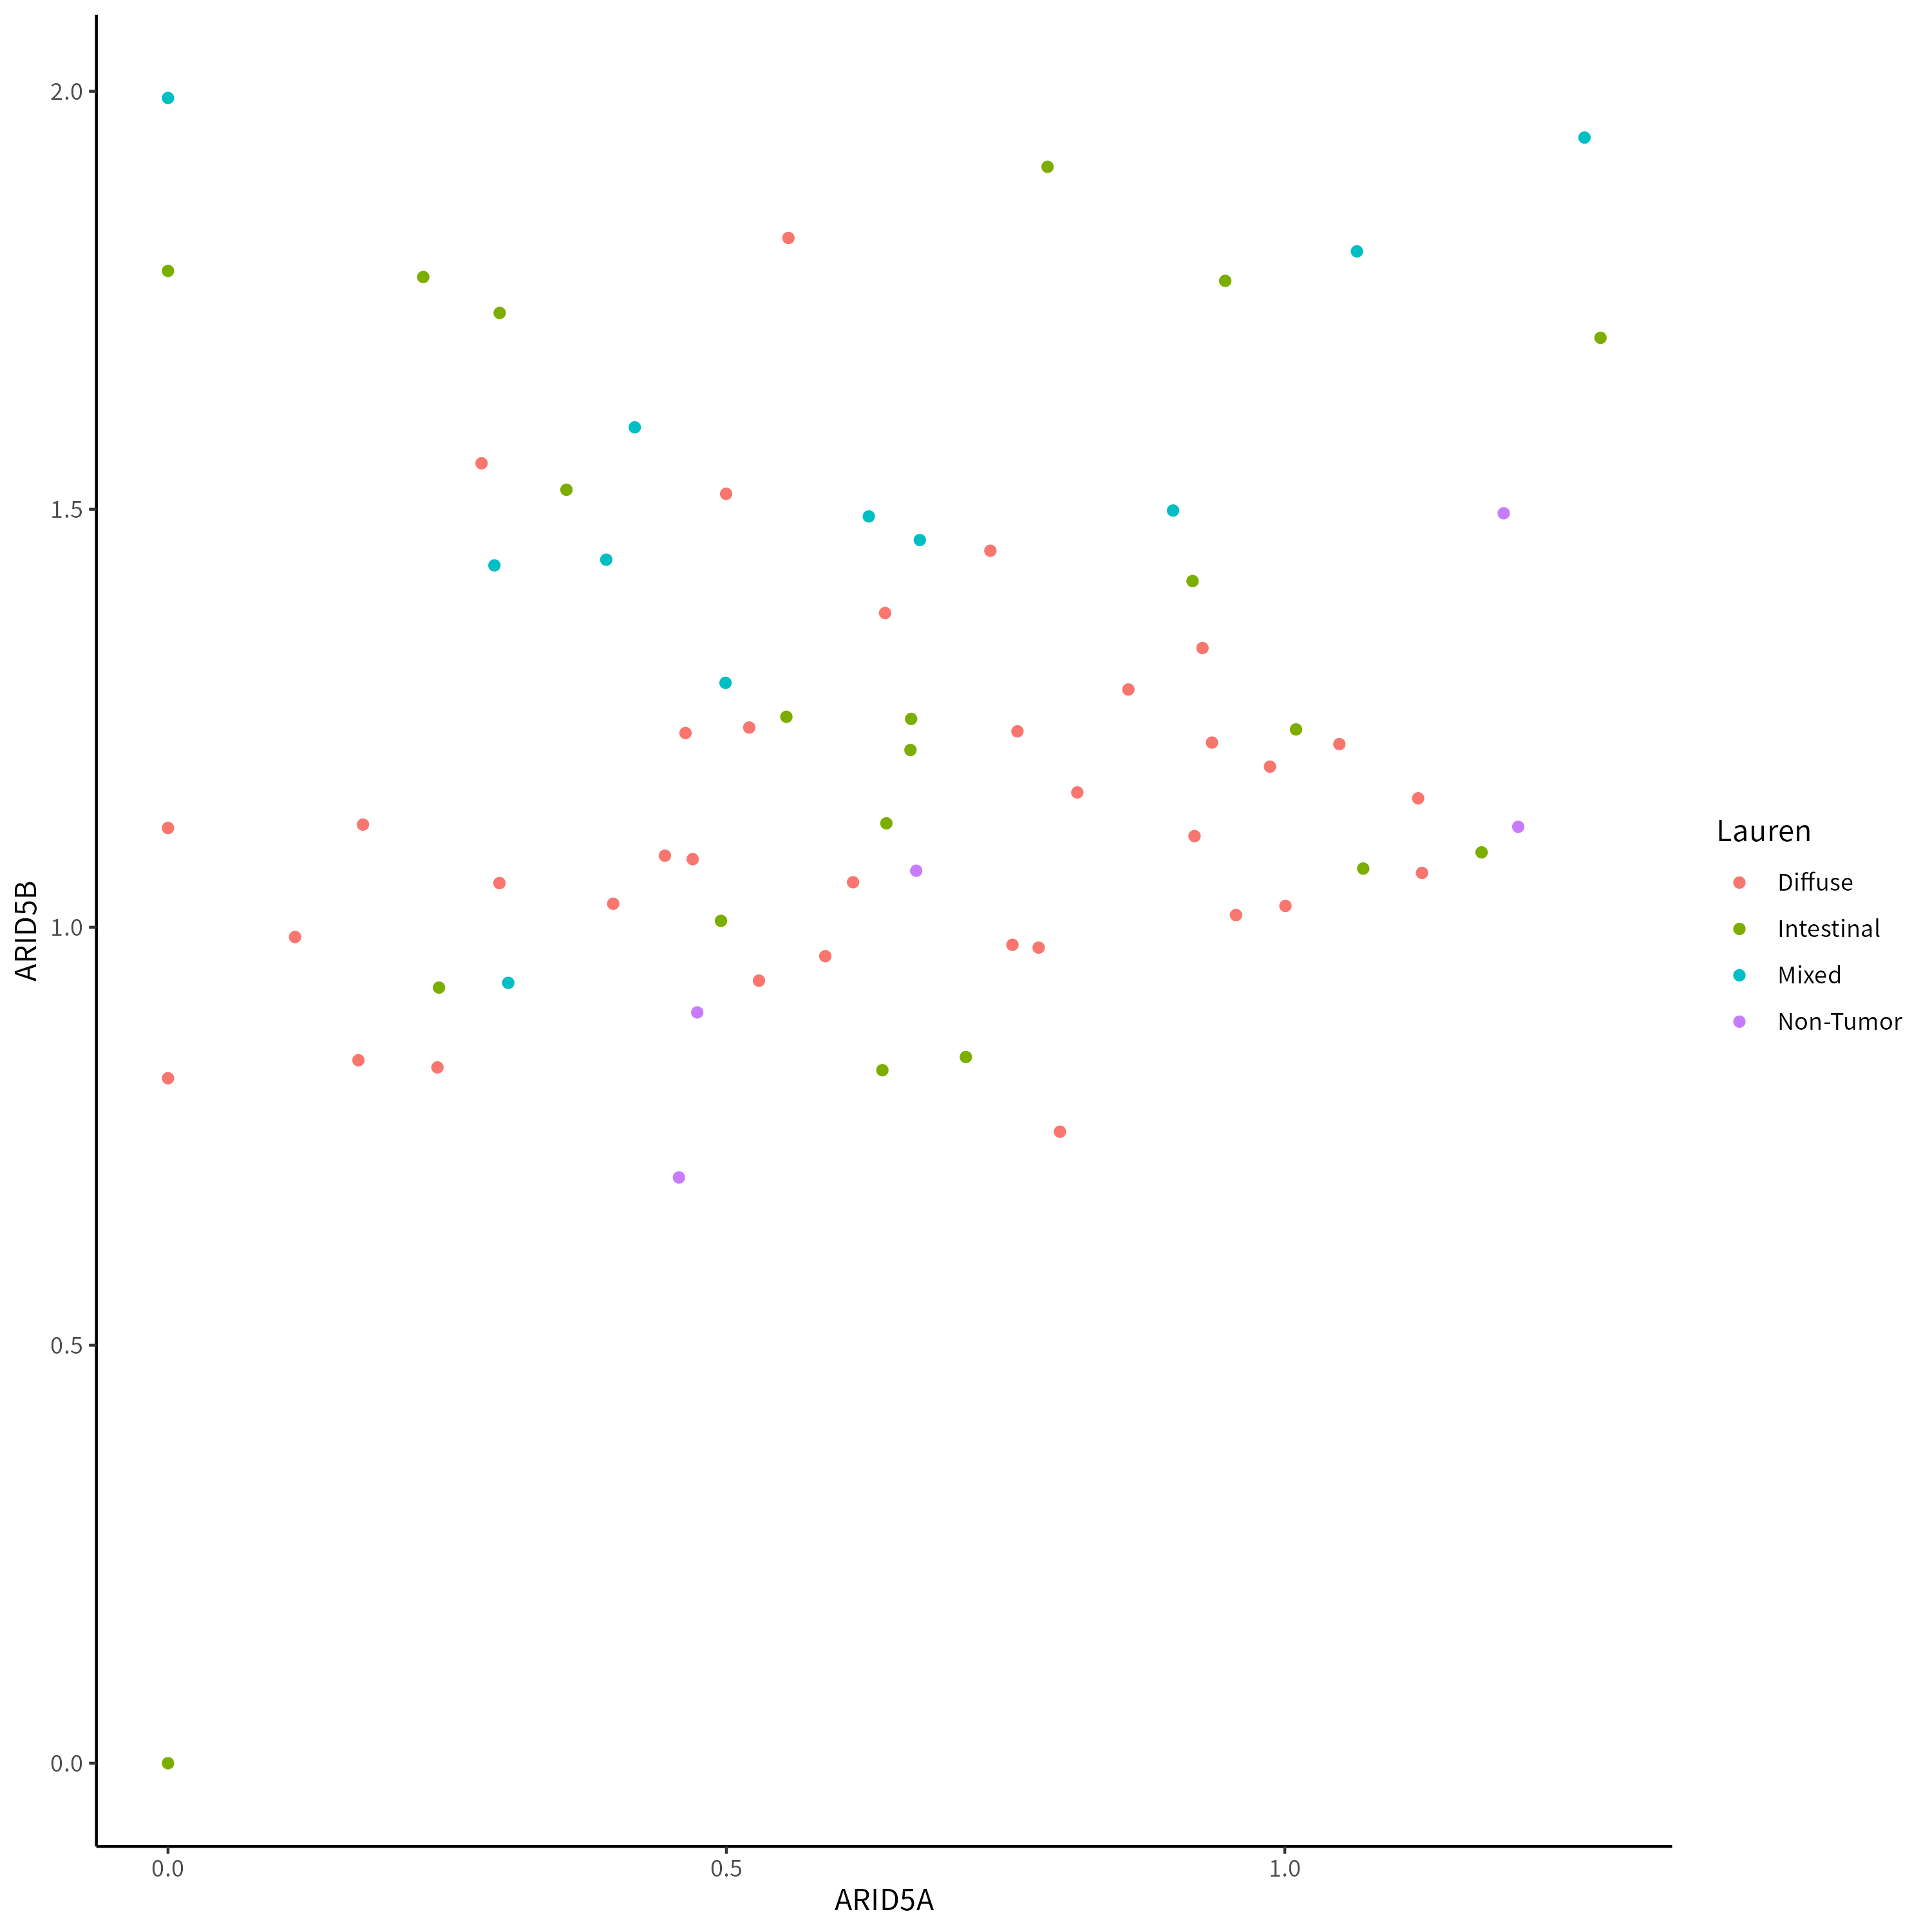 2.0
1.5
1.0
0.5
0.0
ARID5B
0.0 0.5 1.0
ARID5A
Lauren
Diffuse
Intestinal
Mixed
Non-Tumor